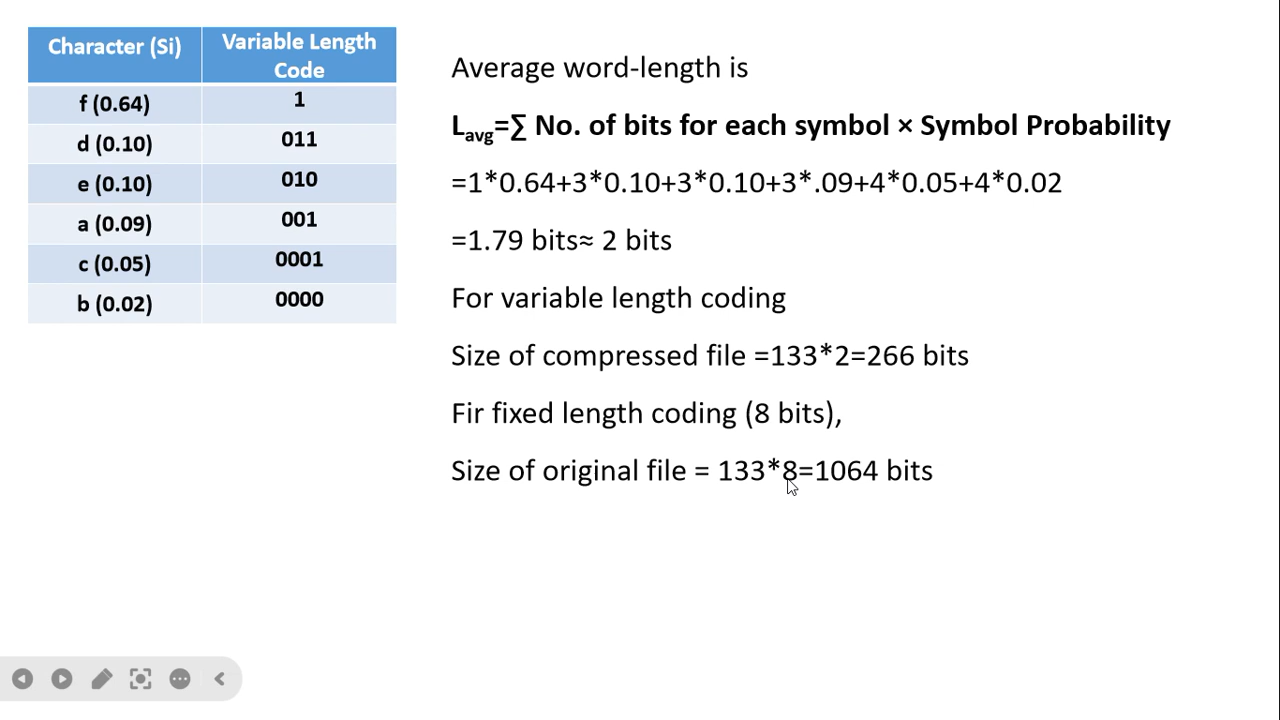 Character (Si) Variable Length Code
f (0.64) 1
d (0.10) 011
e (0.10) 010
a (0.09) 001
c (0.05) 0001
b (0.02) 0000
Average word-length is
Lavg=∑ No. of bits for each symbol × Symbol Probability
=1*0.64+3*0.10+3*0.10+3*.09+4*0.05+4*0.02
=1.79 bits≈ 2 bits
For variable length coding
Size of compressed file =133*2=266 bits
Fir fixed length coding (8 bits),
Size of original file = 133*8=1064 bits